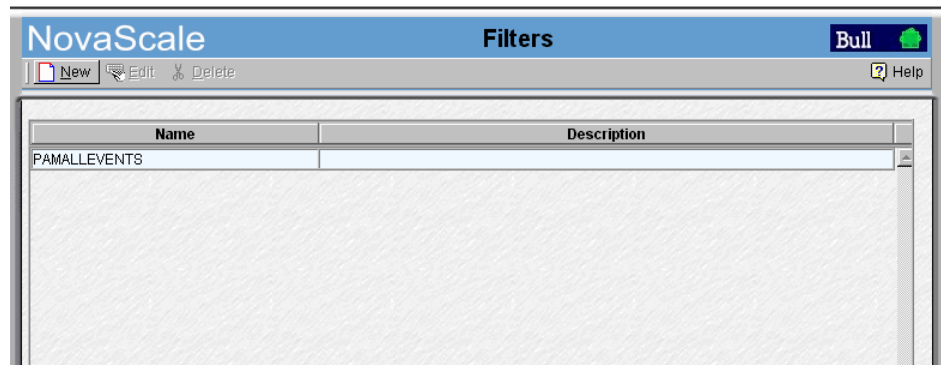 NovaScale Filters Bull
New Edit Delete Help
Name Description
PAMALLEVENTS